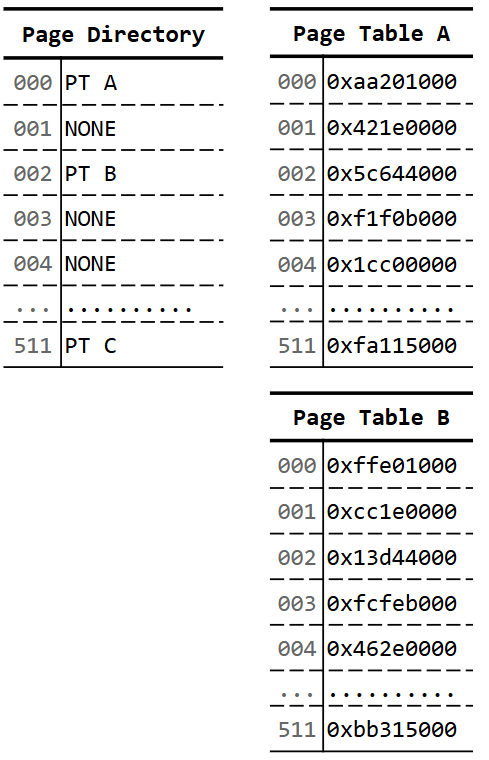 Page Directory
000 PT A
001 NONE
002 PT B
003 NONE
004 NONE
... ..........
511 PT C
Page Table A
000 0xaa201000
001 0x421e0000
002 0x5c644000
003 0xf1f0b000
004 0x1cc00000
... ..........
511 0xfa115000
Page Table B
000 0xffe01000
001 0xcc1e0000
002 0x13d44000
003 0xfcfeb000
004 0x462e0000
... ..........
511 0xbb315000